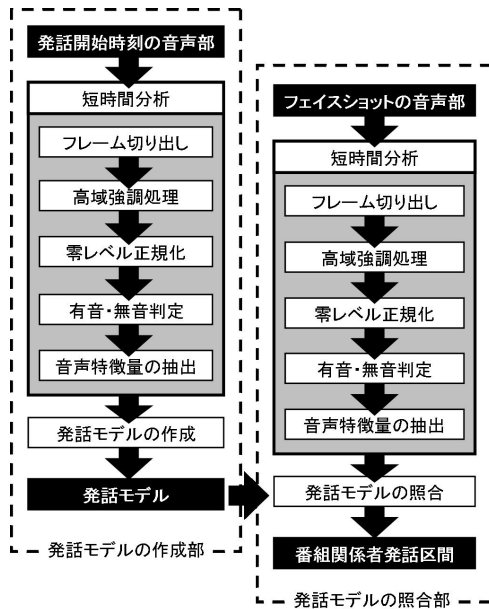 発話開始時刻の音声部
短時間分析
フレーム切り出し
高域強調処理
零レベル正規化
有音・無音判定
音声特徴量の抽出
発話モデルの作成
発話モデル
発話モデルの作成部
フェイスショットの音声部
短時間分析
フレーム切り出し
高域強調処理
零レベル正規化
有音・無音判定
音声特徴量の抽出
発話モデルの照合
番組関係者発話区間
発話モデルの照合部